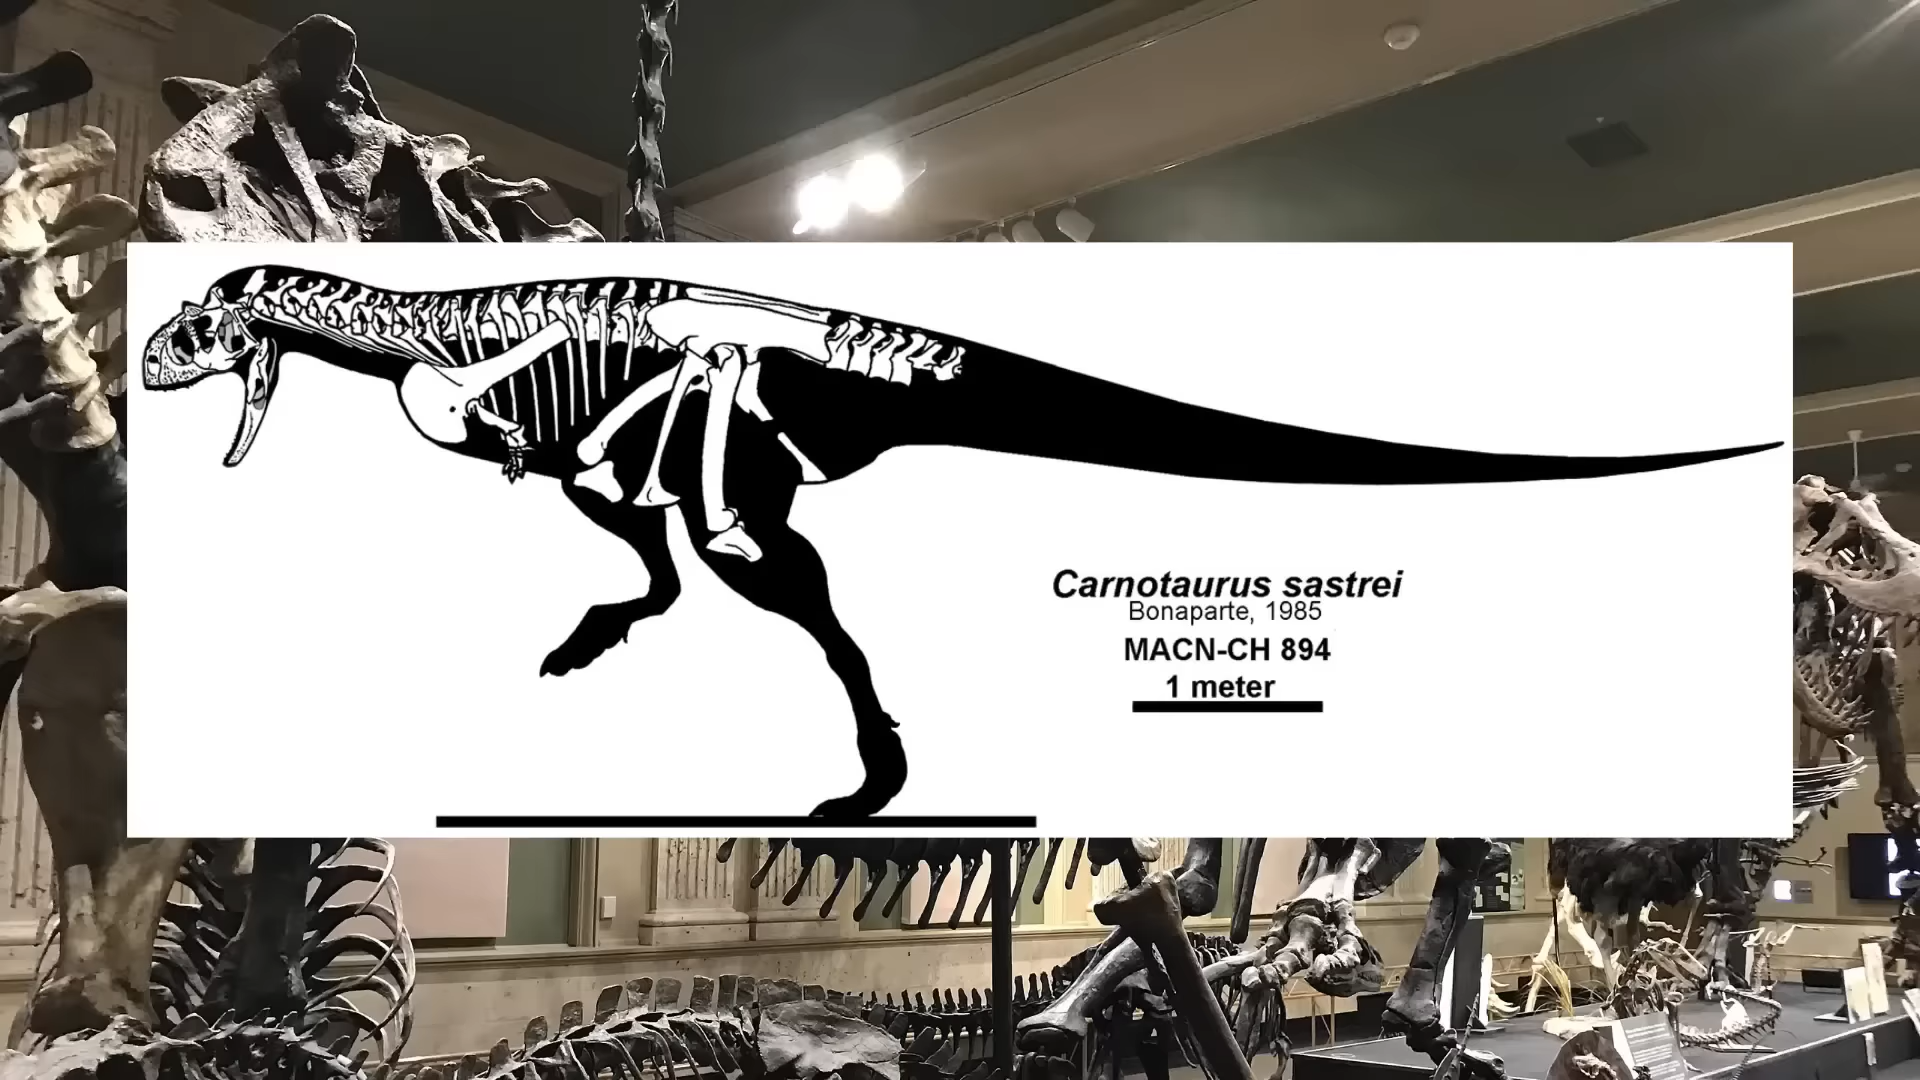 Carnotaurus sastrei
Bonaparte, 1985
MACN-CH 894
1 meter